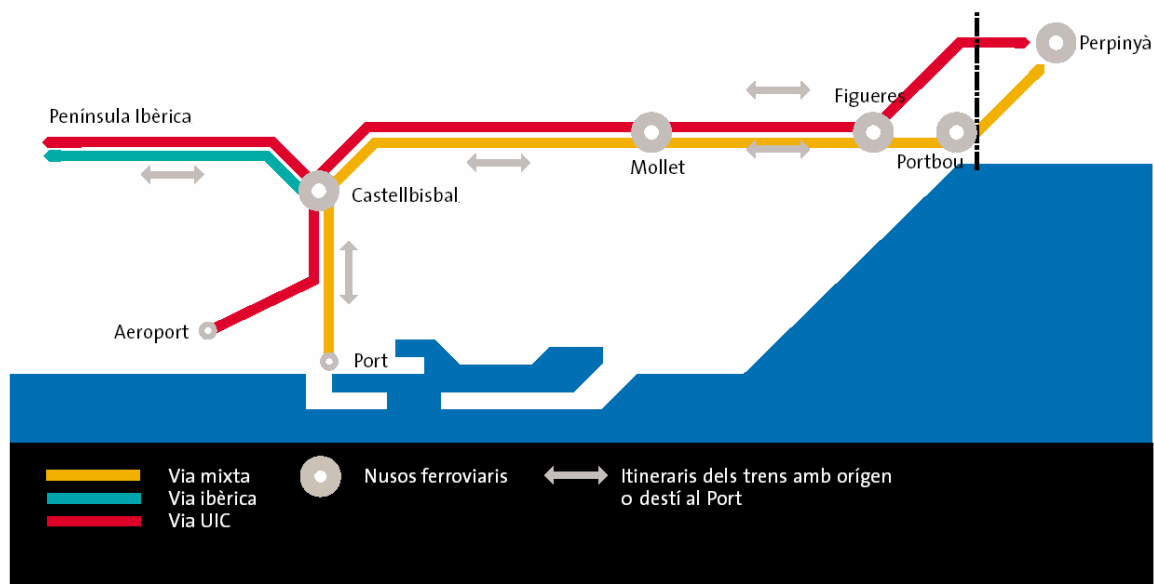 Perpinyà
Figueres
Península Ibèrica
Portbou
Mollet
Castellbisbal
Aeroport
Port
Via mixta
Via ibèrica
Via UIC
Nusos ferroviaris
Itineraris dels trens amb orígen
o destí al Port